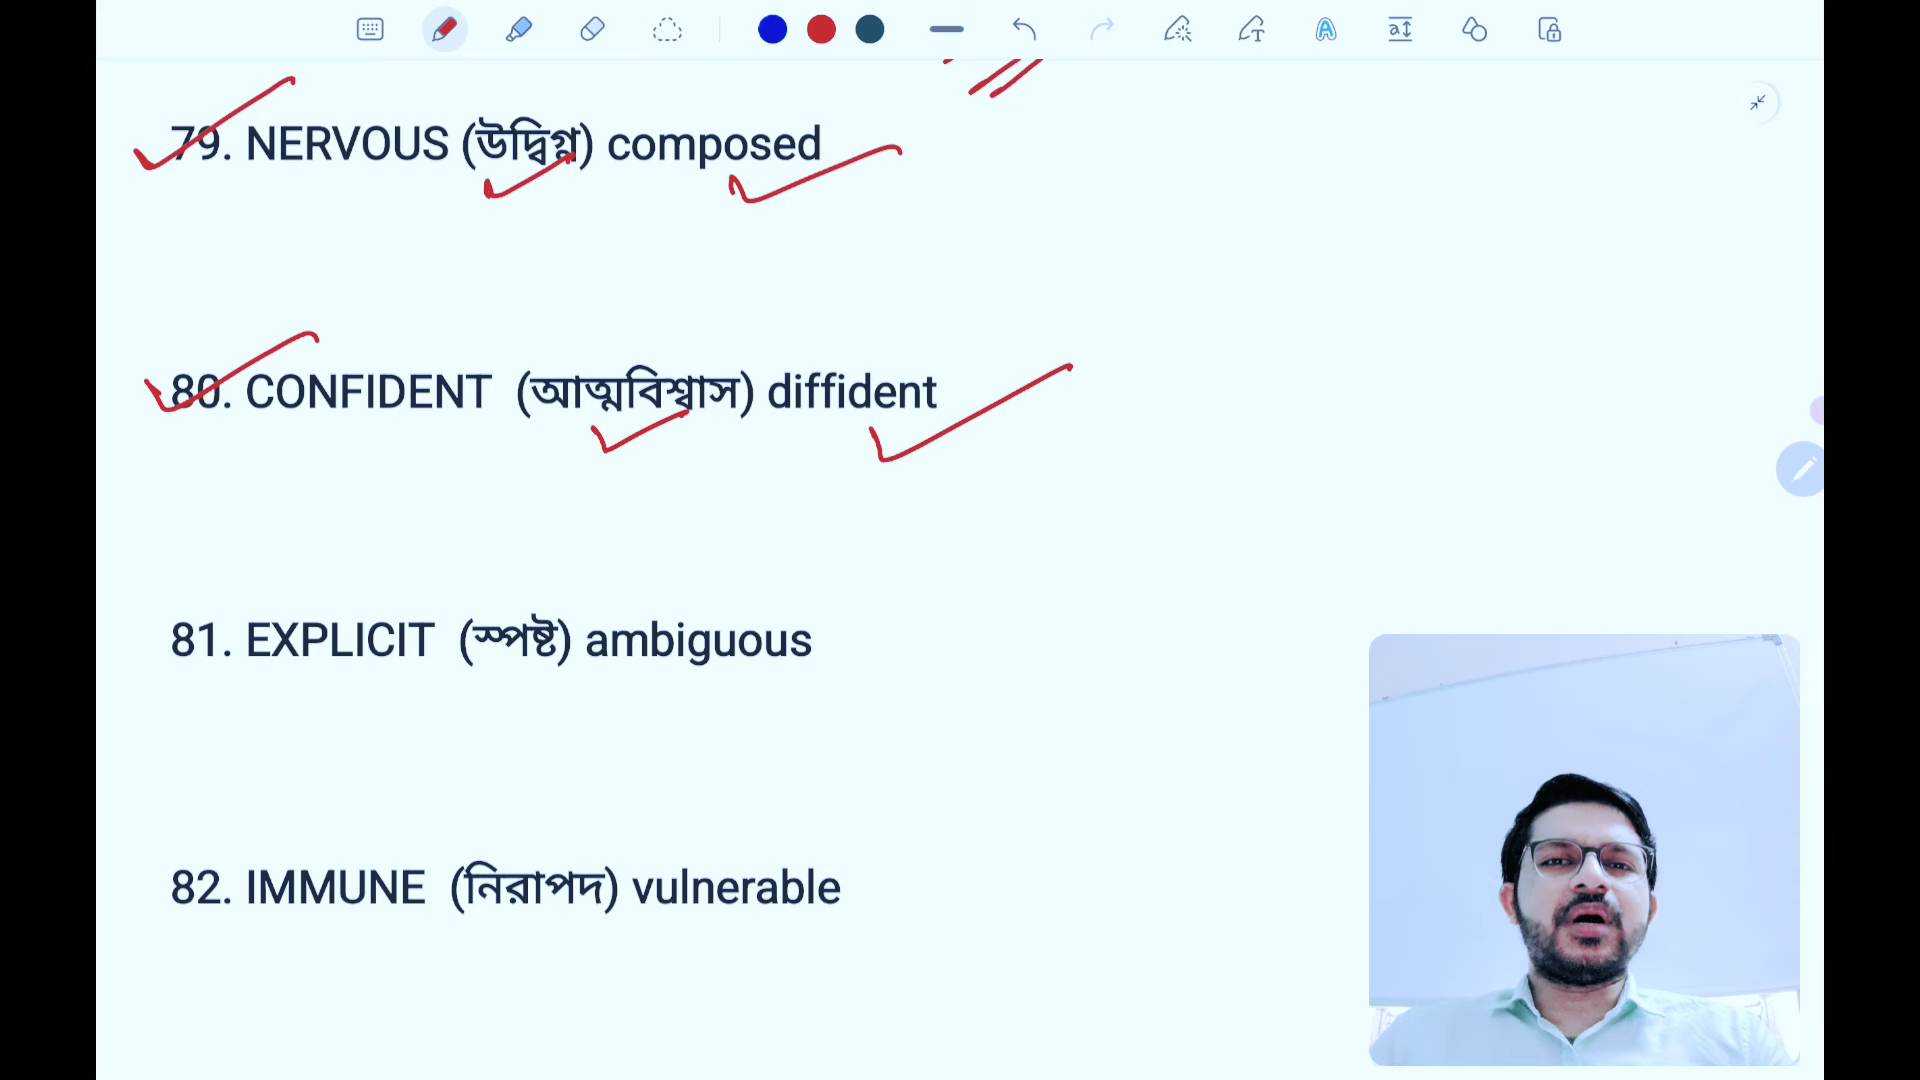 79. NERVOUS (উদ্বিগ্ন) composed
80. CONFIDENT (আত্মবিশ্বাস) diffident
81. EXPLICIT (স্পষ্ট) ambiguous
82. IMMUNE (নিরাপদ) vulnerable